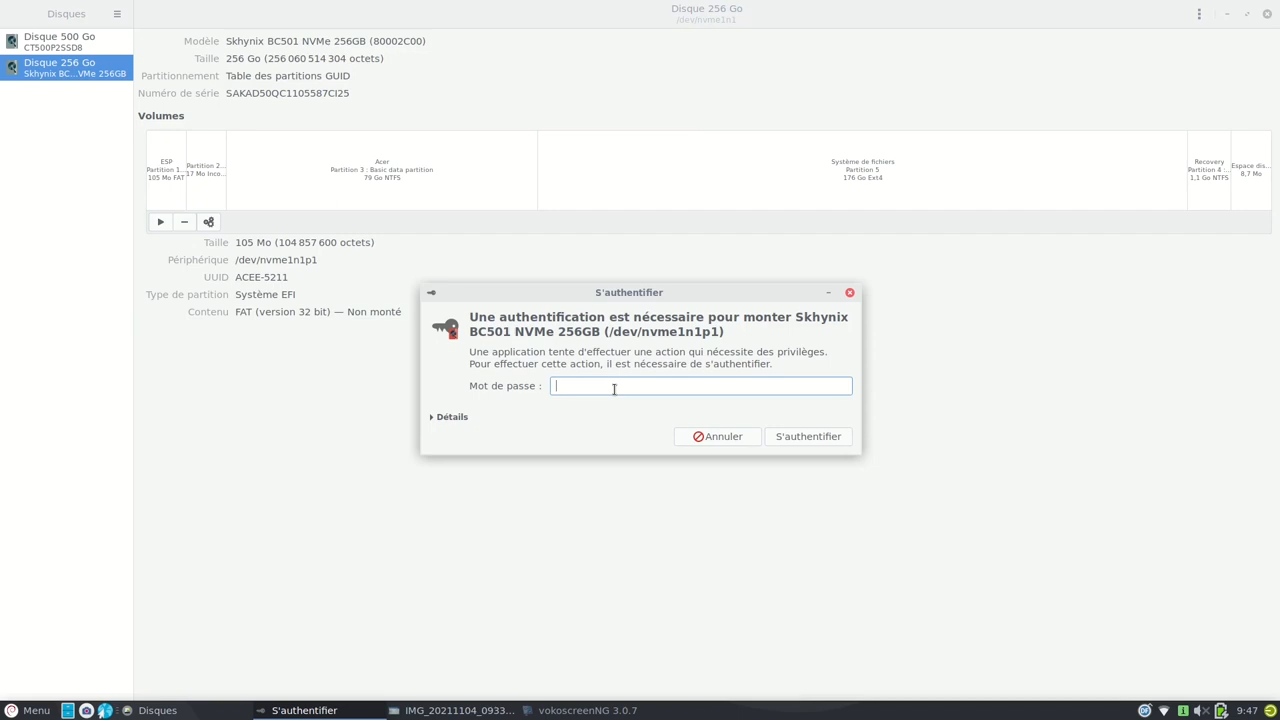 Disques
Disque 256 Go
/dev/nvme1n1
Disque 500 Go
CT500P2SSD8
Disque 256 Go
Skhynix BC...VMe 256GB
Modèle Skhynix BC501 NVMe 256GB (80002C00)
Taille 256 Go (256 060 514 304 octets)
Partitionnement Table des partitions GUID
Numéro de série SAKAD50QC1105587CI25
Volumes
ESP
Partition 1...
105 Mo FAT
Partition 2...
17 Mo Inco...
Acer
Partition 3 : Basic data partition
79 Go NTFS
Système de fichiers
Partition 5
176 Go Ext4
Recovery
Partition 4 :...
1,1 Go NTFS
Espace dis...
8,7 Mo
Taille 105 Mo (104 857 600 octets)
Périphérique /dev/nvme1n1p1
UUID ACEE-5211
Type de partition Système EFI
Contenu FAT (version 32 bit) — Non monté
S'authentifier
Une authentification est nécessaire pour monter Skhynix
BC501 NVMe 256GB (/dev/nvme1n1p1)
Une application tente d'effectuer une action qui nécessite des privilèges.
Pour effectuer cette action, il est nécessaire de s'authentifier.
Mot de passe :
Détails
Annuler
S'authentifier
Menu
Disques
S'authentifier
IMG_20211104_0933...
vokoscreenNG 3.0.7
9:47